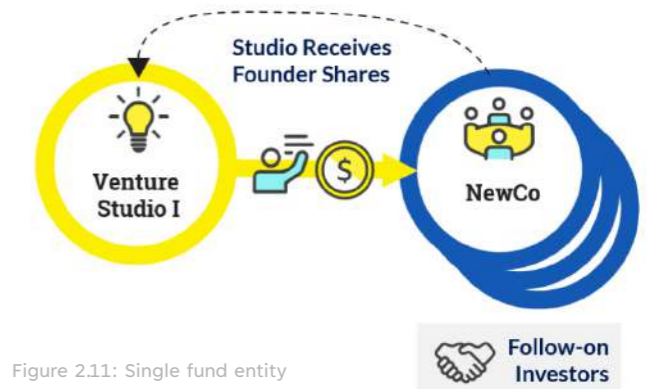 Studio Receives
Founder Shares
Venture
Studio I
$
NewCo
Follow-on
Investors
Figure 2.11: Single fund entity